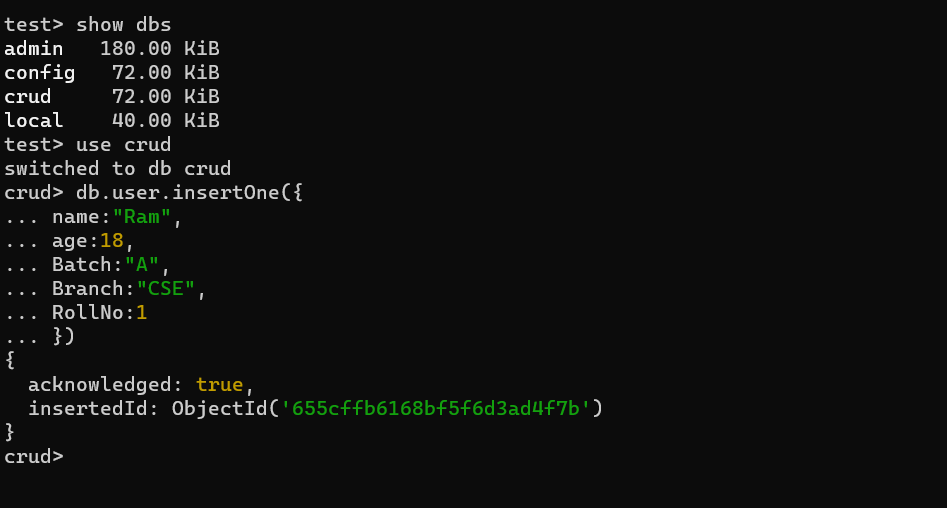 test> show dbs
admin   180.00 KiB
config   72.00 KiB
crud     72.00 KiB
local    40.00 KiB
test> use crud
switched to db crud
crud> db.user.insertOne({
... name:"Ram",
... age:18,
... Batch:"A",
... Branch:"CSE",
... RollNo:1
... })
{
  acknowledged: true,
  insertedId: ObjectId('655cffb6168bf5f6d3ad4f7b')
}
crud>